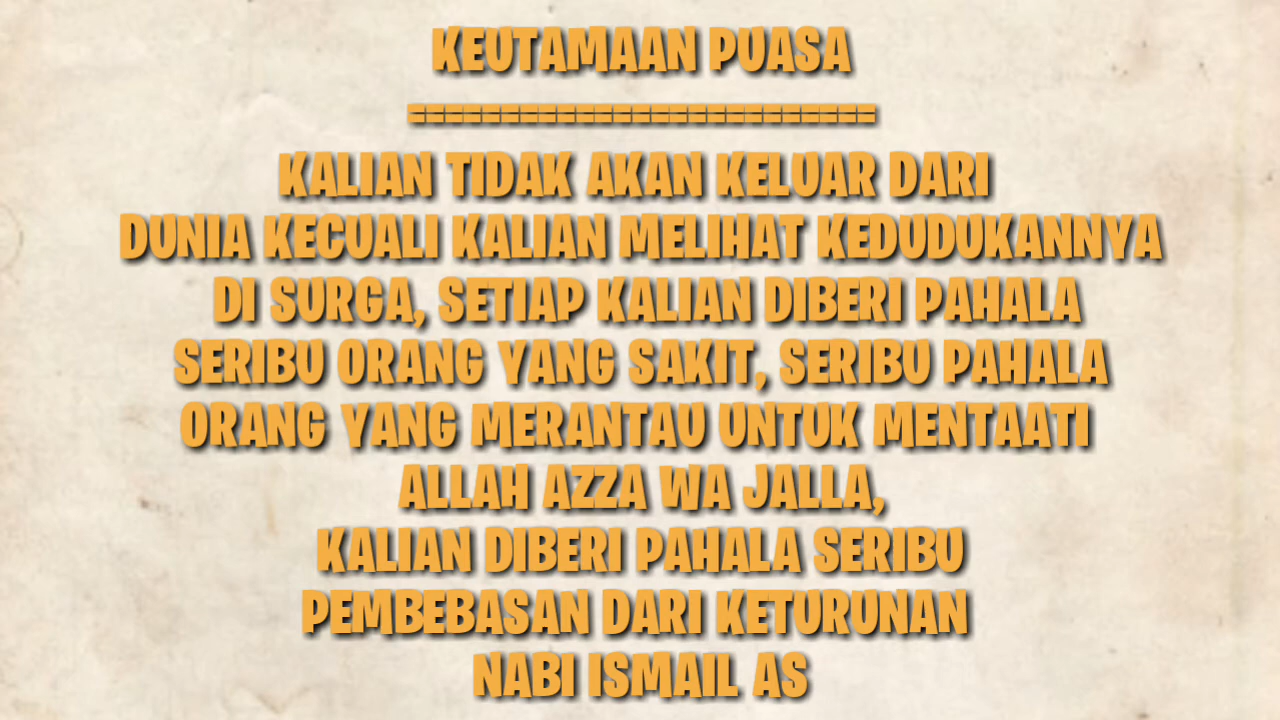 KEUTAMAAN PUASA
==========================
KALIAN TIDAK AKAN KELUAR DARI
DUNIA KECUALI KALIAN MELIHAT KEDUDUKANNYA
DI SURGA, SETIAP KALIAN DIBERI PAHALA
SERIBU ORANG YANG SAKIT, SERIBU PAHALA
ORANG YANG MERANTAU UNTUK MENTAATI
ALLAH AZZA WA JALLA,
KALIAN DIBERI PAHALA SERIBU
PEMBEBASAN DARI KETURUNAN
NABI ISMAIL AS